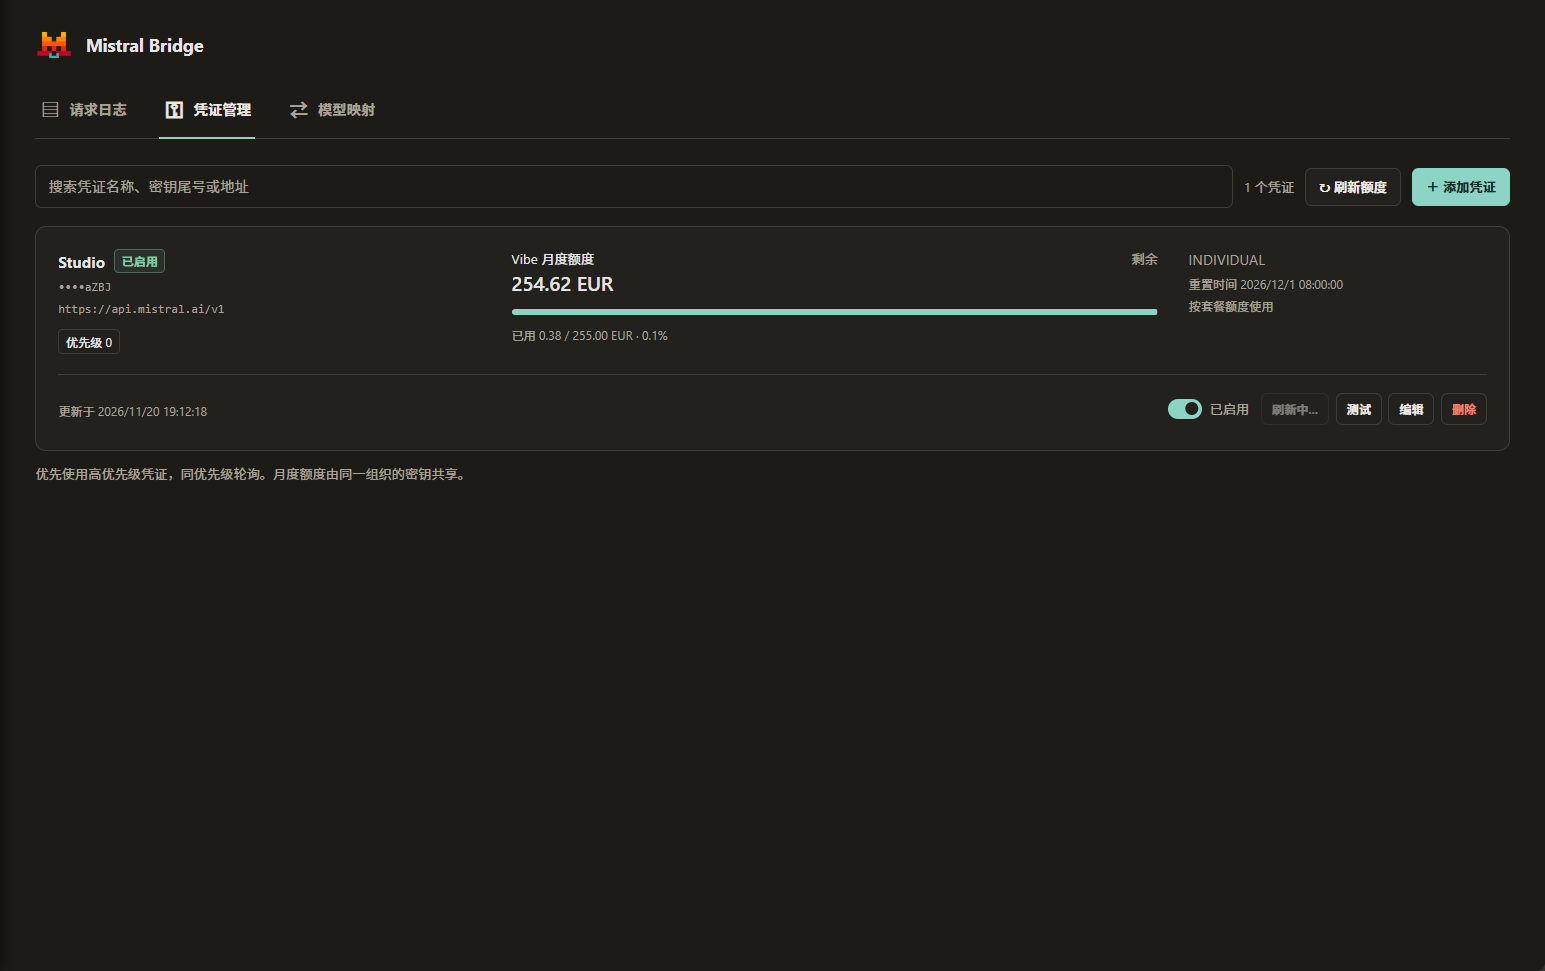 Mistral Bridge
请求日志 凭证管理 模型映射
搜索凭证名称、密钥尾号或地址
1 个凭证 ↻ 刷新额度 + 添加凭证
Studio 已启用
••••aZBJ
https://api.mistral.ai/v1
优先级 0
Vibe 月度额度 剩余
254.62 EUR
已用 0.38 / 255.00 EUR · 0.1%
INDIVIDUAL
重置时间 2026/12/1 08:00:00
按套餐额度使用
更新于 2026/11/20 19:12:18
已启用 刷新中... 测试 编辑 删除
优先使用高优先级凭证，同优先级轮询。月度额度由同一组织的密钥共享。